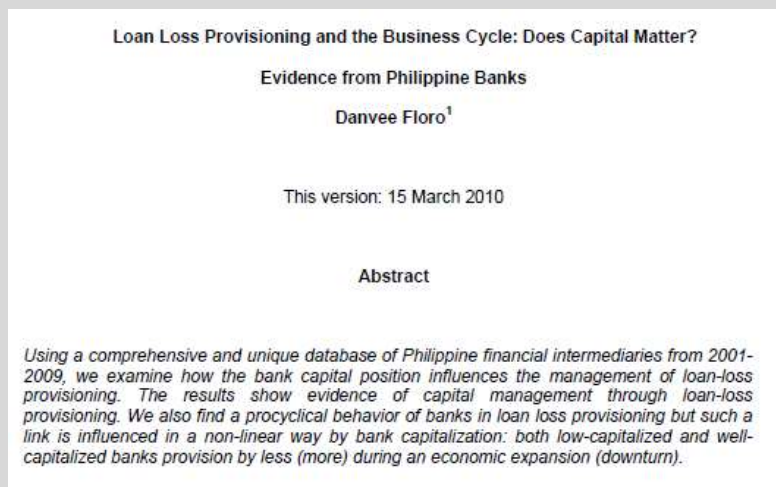 Loan Loss Provisioning and the Business Cycle: Does Capital Matter?
Evidence from Philippine Banks
Danvee Floro1
This version: 15 March 2010
Abstract
Using a comprehensive and unique database of Philippine financial intermediaries from 2001-
2009, we examine how the bank capital position influences the management of loan-loss
provisioning. The results show evidence of capital management through loan-loss
provisioning. We also find a procyclical behavior of banks in loan loss provisioning but such a
link is influenced in a non-linear way by bank capitalization: both low-capitalized and well-
capitalized banks provision by less (more) during an economic expansion (downturn).